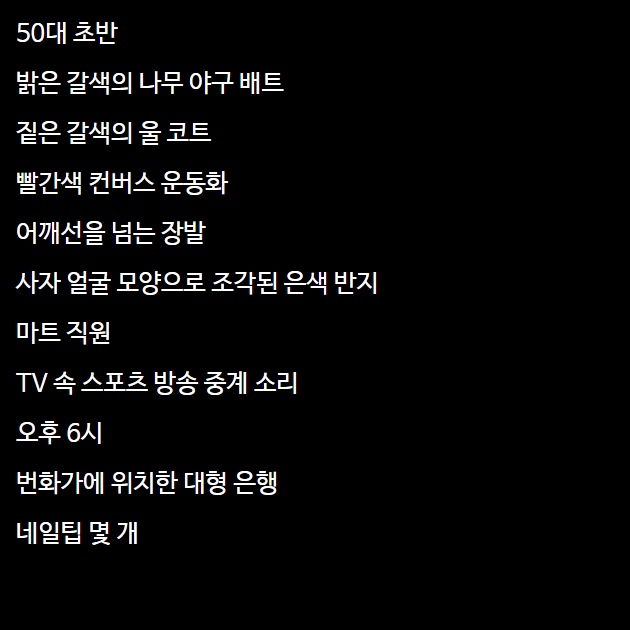 50대 초반
밝은 갈색의 나무 야구 배트
짙은 갈색의 울 코트
빨간색 컨버스 운동화
어깨선을 넘는 장발
사자 얼굴 모양으로 조각된 은색 반지
마트 직원
TV 속 스포츠 방송 중계 소리
오후 6시
번화가에 위치한 대형 은행
네일팁 몇 개